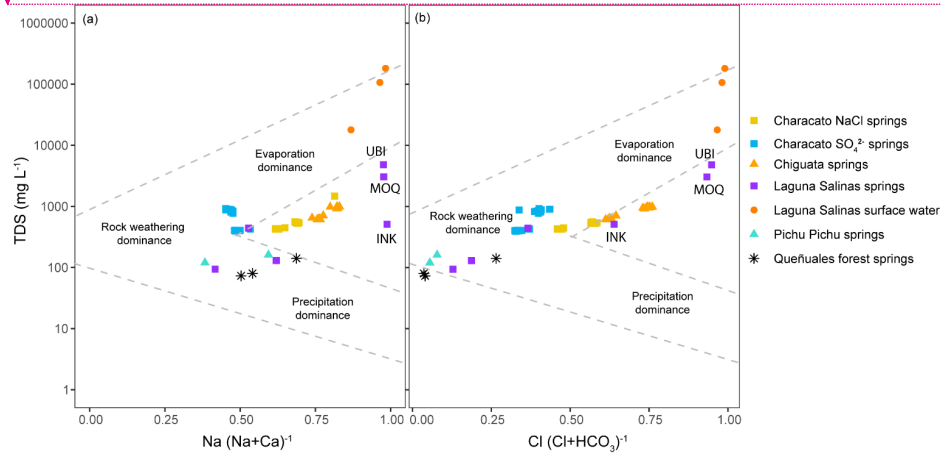 (a)
(b)
1000000
100000
10000
1000
100
10
1
TDS (mg L-1)
Evaporation
dominance
UBI
MOQ
INK
Rock weathering
dominance
Precipitation
dominance
0.00
0.25
0.50
0.75
1.00
Na (Na+Ca)-1
Evaporation
dominance
UBI
MOQ
INK
Rock weathering
dominance
Precipitation
dominance
0.00
0.25
0.50
0.75
1.00
Cl (Cl+HCO3)-1
Characato NaCl springs
Characato SO4 2- springs
Chiguata springs
Laguna Salinas springs
Laguna Salinas surface water
Pichu Pichu springs
Queñuales forest springs